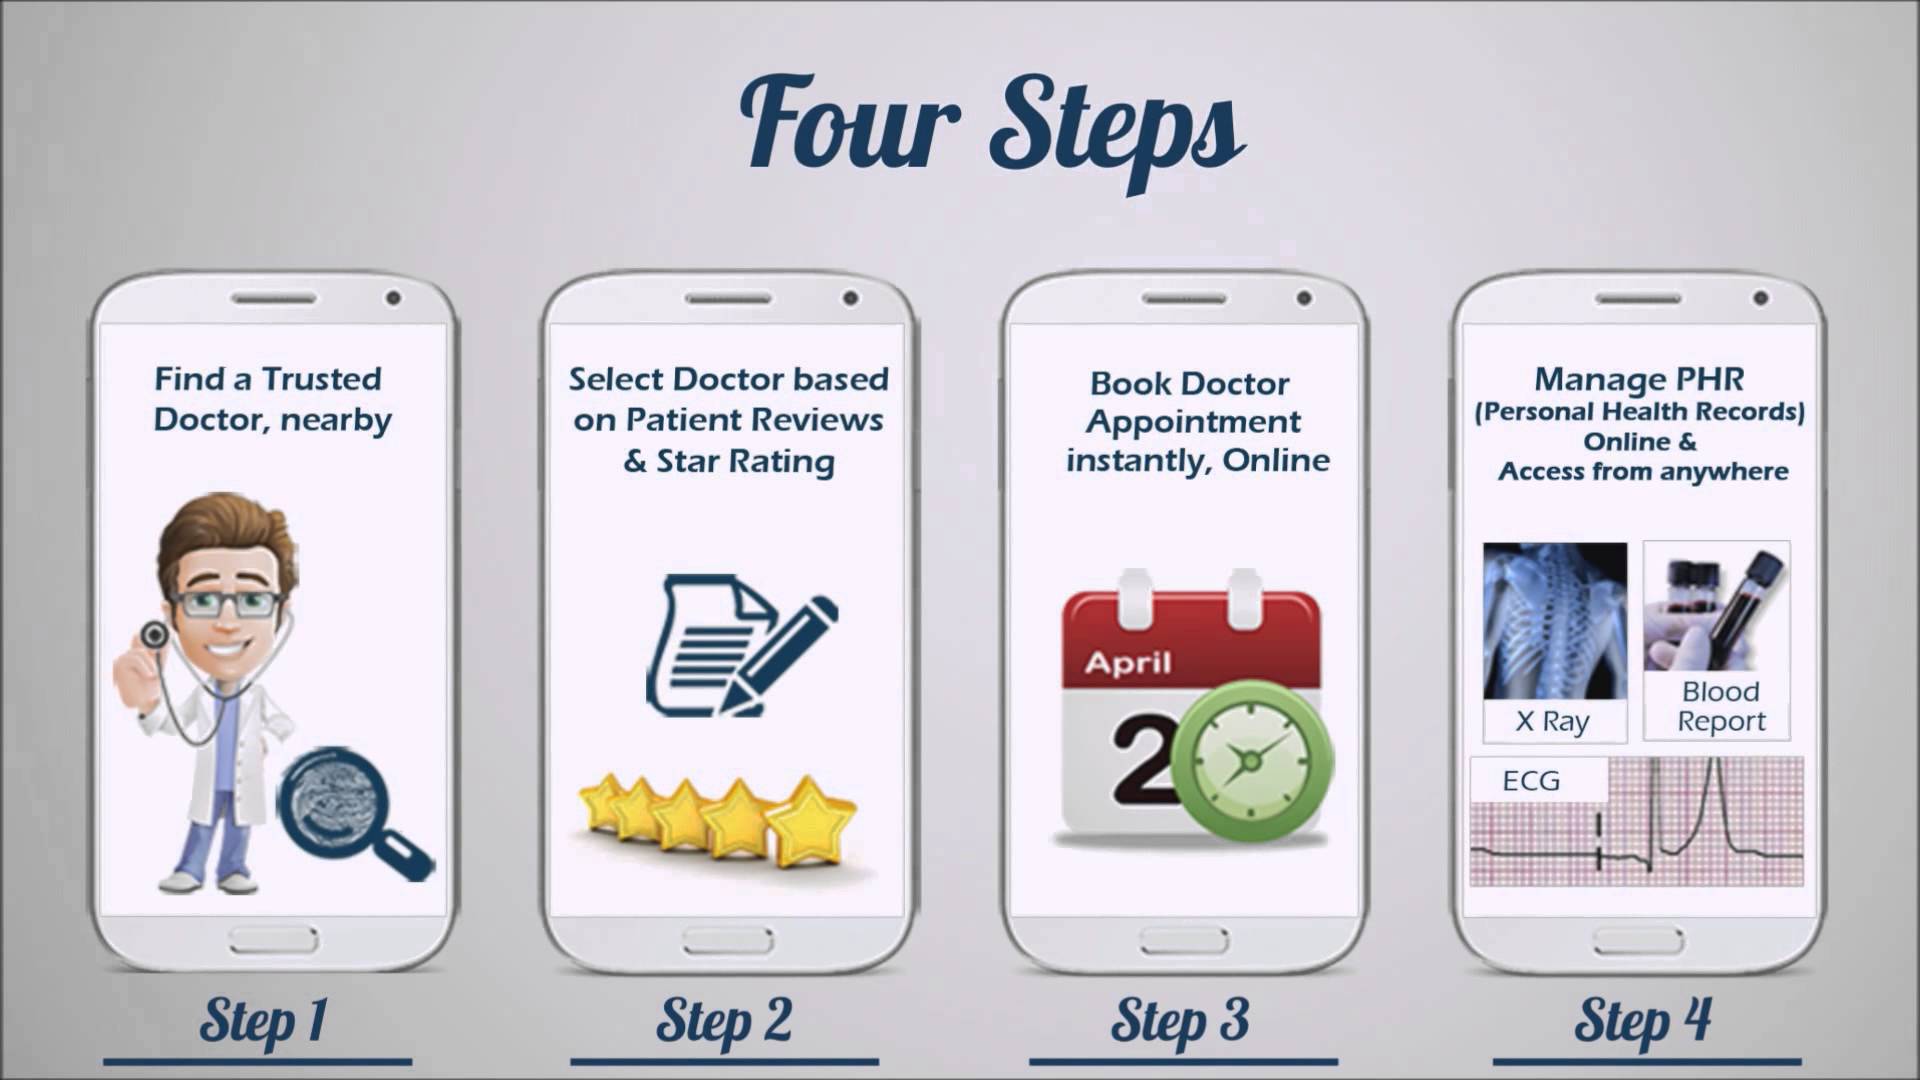 Four Steps
Find a Trusted
Doctor, nearby
Select Doctor based
on Patient Reviews
& Star Rating
Book Doctor
Appointment
instantly, Online
Manage PHR
(Personal Health Records)
Online &
Access from anywhere
April
2
X Ray
Blood
Report
ECG
Step 1
Step 2
Step 3
Step 4